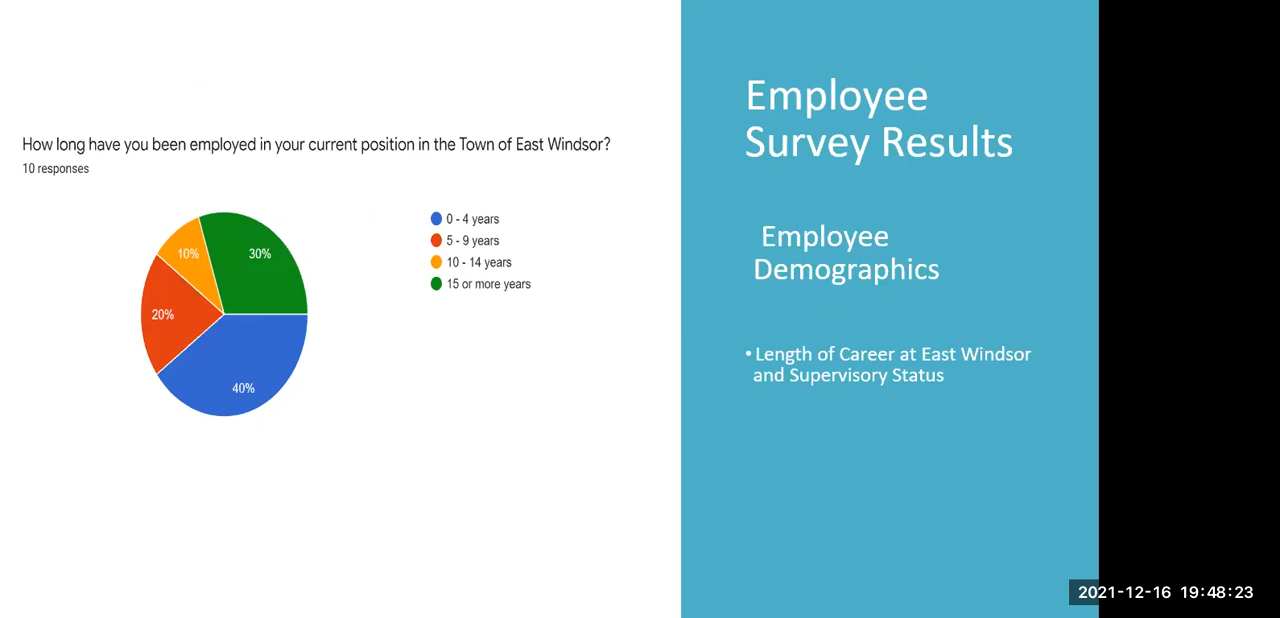 How long have you been employed in your current position in the Town of East Windsor?
10 responses
10%
30%
20%
40%
0 - 4 years
5 - 9 years
10 - 14 years
15 or more years
Employee
Survey Results
Employee
Demographics
• Length of Career at East Windsor
and Supervisory Status
2021-12-16 19:48:23